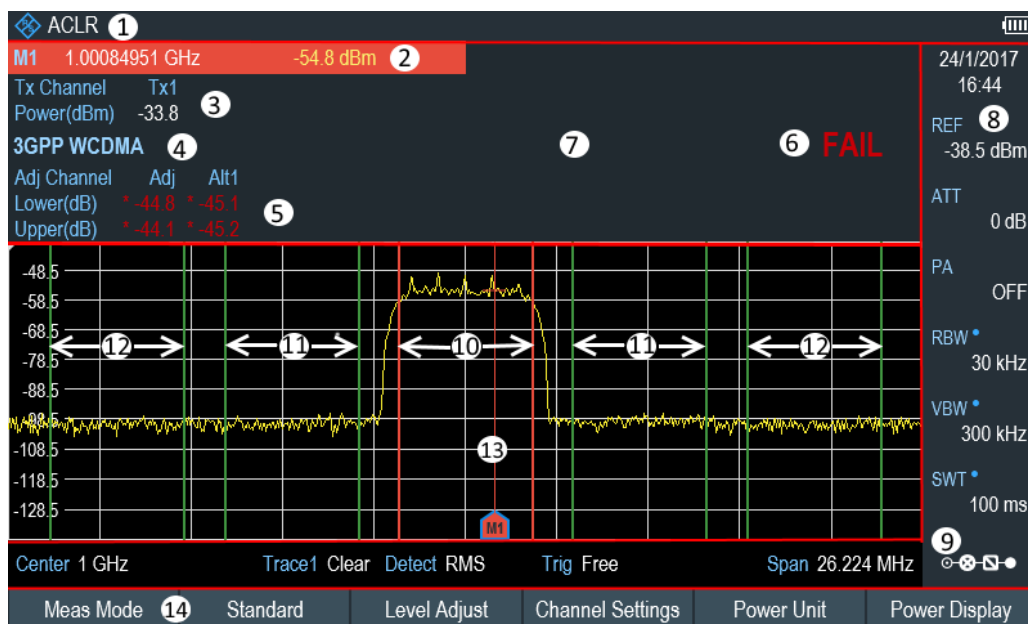 ACLR 1
M1 1.00084951 GHz -54.8 dBm 2
Tx Channel Tx1
Power(dBm) -33.8 3
3GPP WCDMA 4
Adj Channel Adj Alt1
Lower(dB) * -44.8 * -45.1
Upper(dB) * -44.1 * -45.2
5
7
6 FAIL
24/1/2017
16:44
REF 8
-38.5 dBm
ATT
0 dB
PA
OFF
RBW
30 kHz
VBW
300 kHz
SWT
100 ms
9
-48.5
-58.5
-68.5
12 11 10 11 12
-78.5
-88.5
-98.5
-108.5
13
-118.5
-128.5
M1
Center 1 GHz Trace1 Clear Detect RMS Trig Free Span 26.224 MHz
Meas Mode 14 Standard Level Adjust Channel Settings Power Unit Power Display